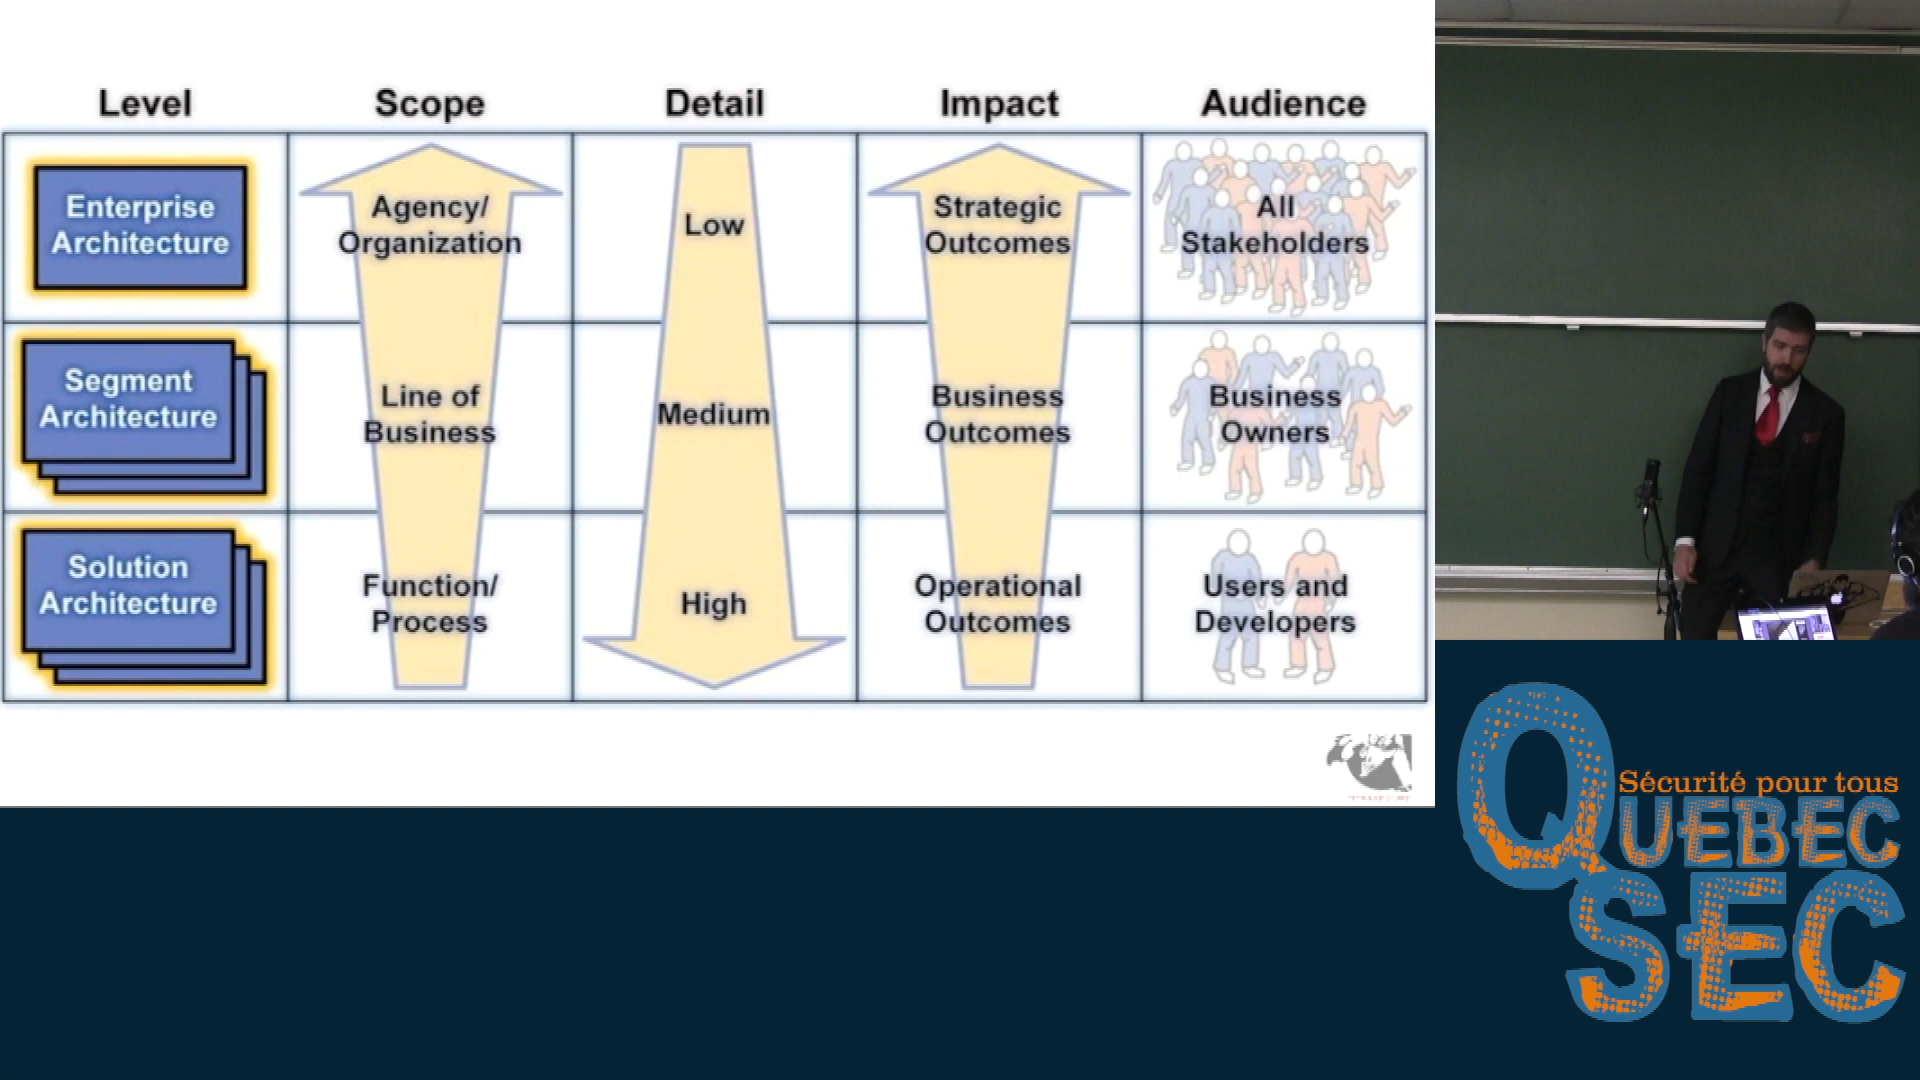 Level Scope Detail Impact Audience
Enterprise
Architecture
Agency/
Organization
Low
Strategic
Outcomes
All
Stakeholders
Segment
Architecture
Line of
Business
Medium
Business
Outcomes
Business
Owners
Solution
Architecture
Function/
Process
High
Operational
Outcomes
Users and
Developers
Sécurité pour tous
QUEBEC
SEC